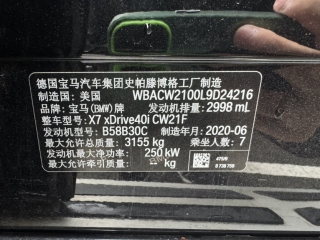 德国宝马汽车集团史帕滕博格工厂制造
制造国：美国 WBACW2100L9D24216
品牌：宝马(BMW)牌 发动机排量：2998 mL
整车型号：X7 xDrive40i CW21F
发动机型号：B58B30C 制造年月：2020-06
最大允许总质量：3155 kg 乘坐人数：7
发动机最大净功率：250 kW
最大允许牵引质量：kg